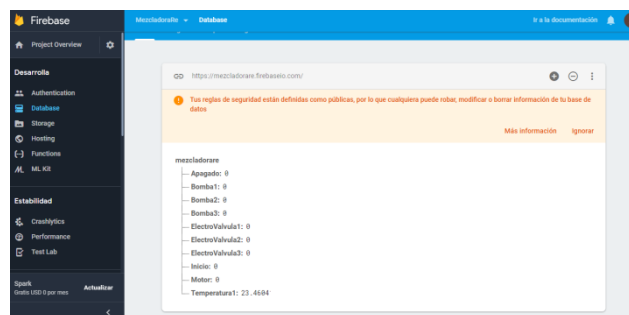 Firebase
MezcladoraRe
Database
Ir a la documentación
Project Overview
Desarrolla
Authentication
Database
Storage
Hosting
Functions
ML Kit
Estabilidad
Crashlytics
Performance
Test Lab
Spark
Gratis USD 0 por mes
Actualizar
https://mezcladorare.firebaseio.com/
Tus reglas de seguridad están definidas como públicas, por lo que cualquiera puede robar, modificar o borrar información de tu base de
datos
Más información
Ignorar
mezcladorare
Apagado: 0
Bomba1: 0
Bomba2: 0
Bomba3: 0
ElectroValvula1: 0
ElectroValvula2: 0
ElectroValvula3: 0
Inicio: 0
Motor: 0
Temperatura1: 23.4604